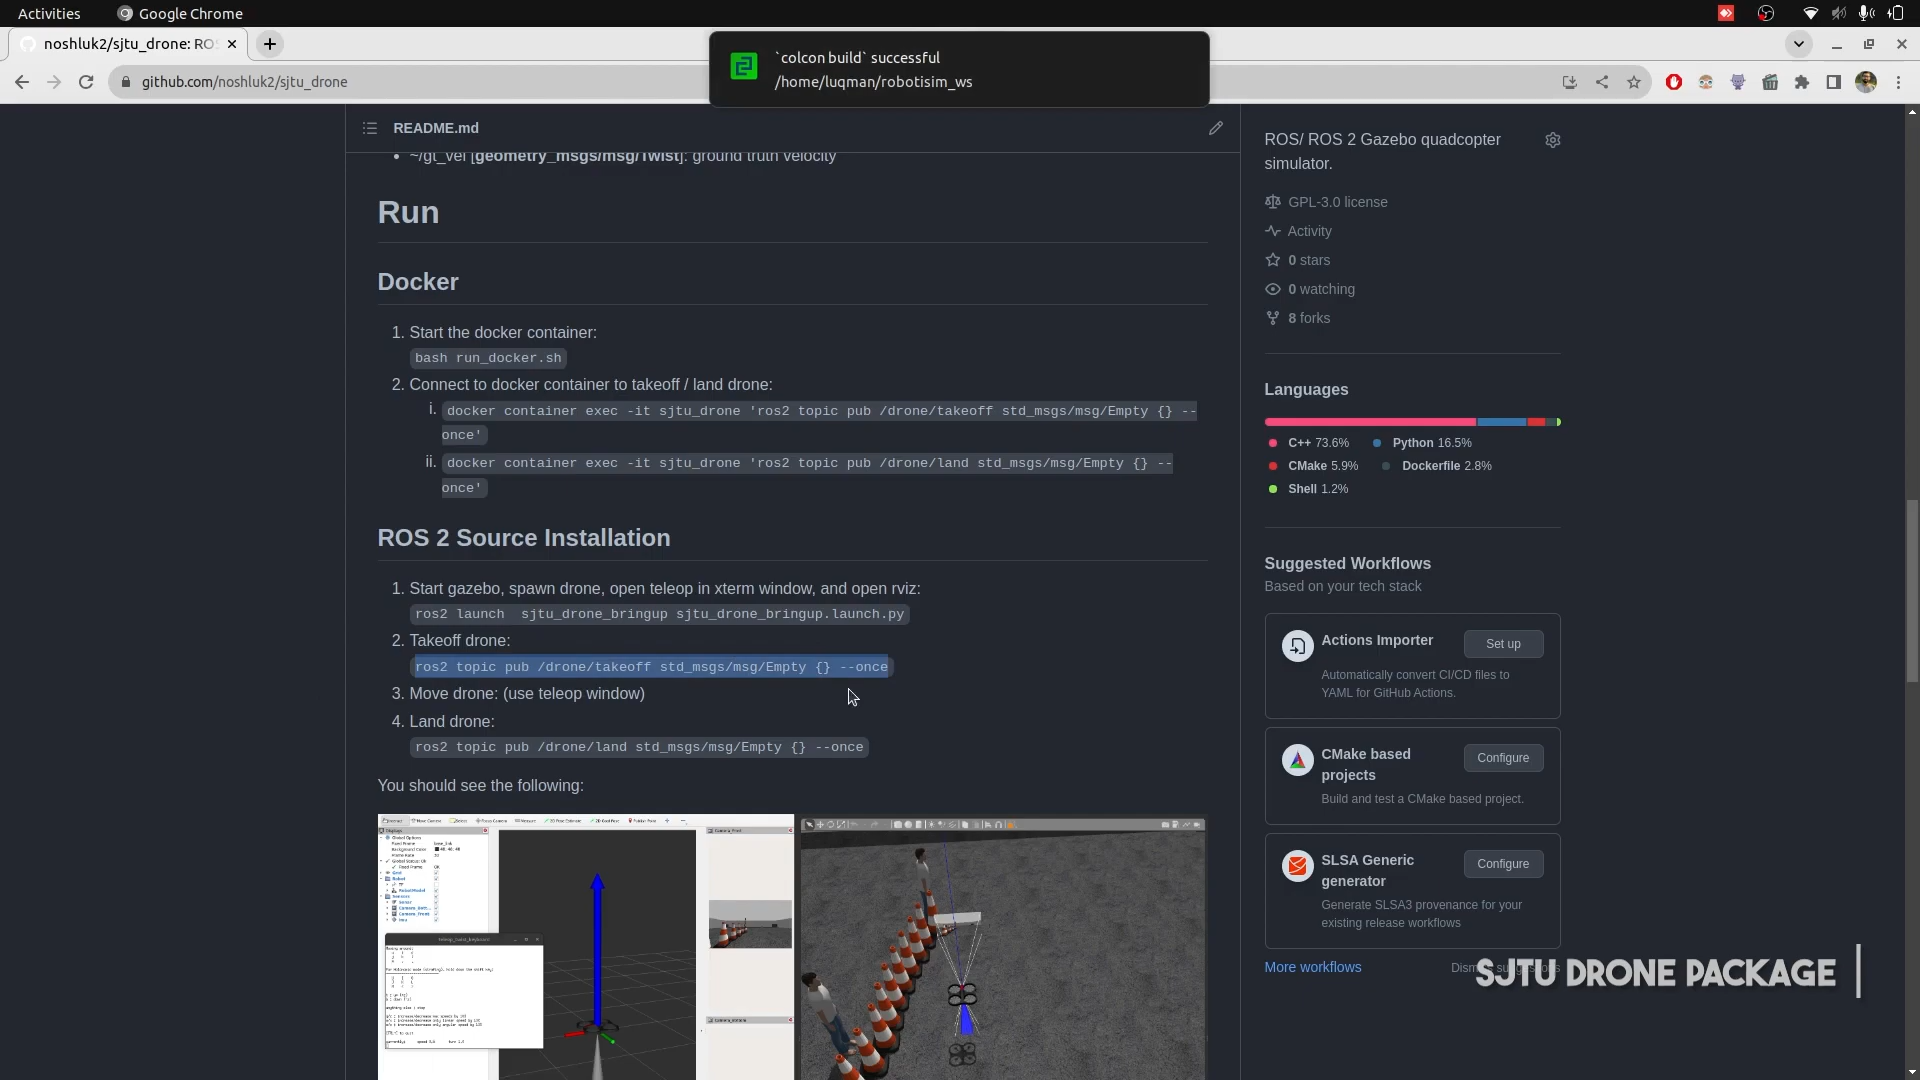 Activities
Google Chrome
noshluk2/sjtu_drone: RO
github.com/noshluk2/sjtu_drone
`colcon build` successful
/home/luqman/robotisim_ws
README.md
~/gt_vel [geometry_msgs/msg/Twist]: ground truth velocity
Run
Docker
1. Start the docker container:
bash run_docker.sh
2. Connect to docker container to takeoff / land drone:
i. docker container exec -it sjtu_drone 'ros2 topic pub /drone/takeoff std_msgs/msg/Empty {} --
once'
ii. docker container exec -it sjtu_drone 'ros2 topic pub /drone/land std_msgs/msg/Empty {} --
once'
ROS 2 Source Installation
1. Start gazebo, spawn drone, open teleop in xterm window, and open rviz:
ros2 launch  sjtu_drone_bringup sjtu_drone_bringup.launch.py
2. Takeoff drone:
ros2 topic pub /drone/takeoff std_msgs/msg/Empty {} --once
3. Move drone: (use teleop window)
4. Land drone:
ros2 topic pub /drone/land std_msgs/msg/Empty {} --once
You should see the following:
ROS/ ROS 2 Gazebo quadcopter
simulator.
GPL-3.0 license
Activity
0 stars
0 watching
8 forks
Languages
C++ 73.6%
Python 16.5%
CMake 5.9%
Dockerfile 2.8%
Shell 1.2%
Suggested Workflows
Based on your tech stack
Actions Importer
Set up
Automatically convert CI/CD files to
YAML for GitHub Actions.
CMake based
projects
Configure
Build and test a CMake based project.
SLSA Generic
generator
Configure
Generate SLSA3 provenance for your
existing release workflows
More workflows
SJTU DRONE PACKAGE